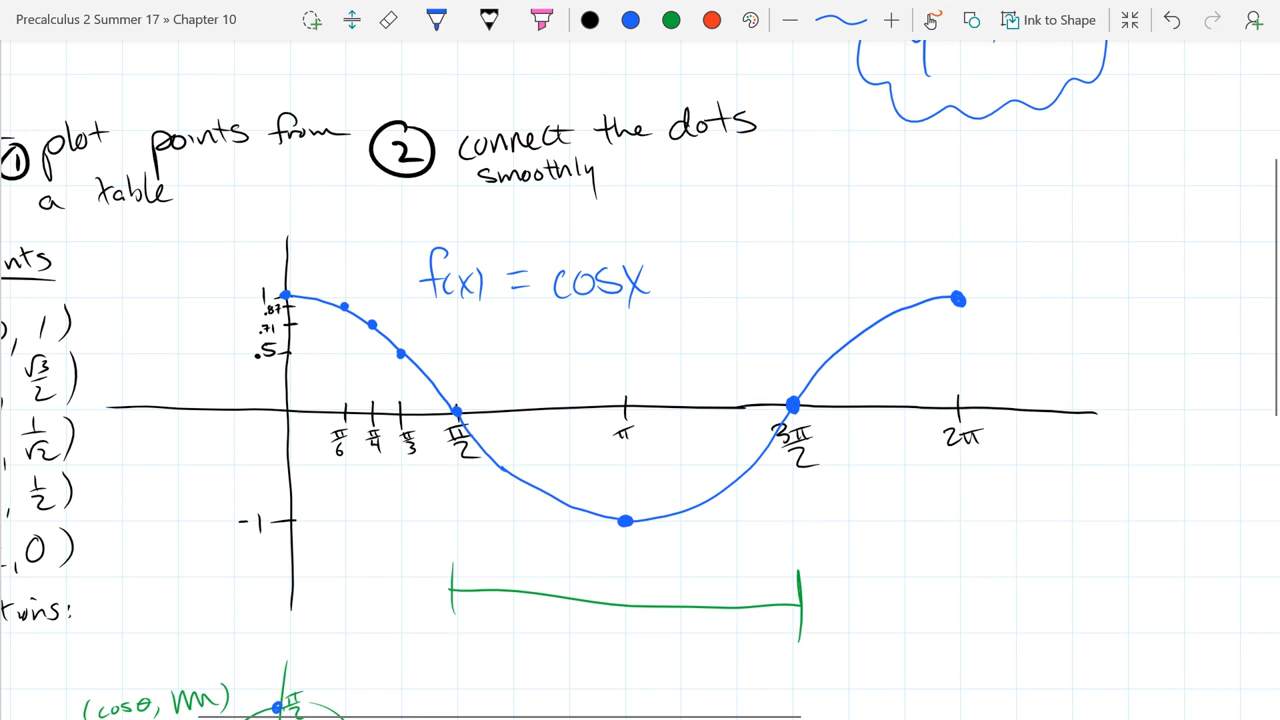 Precalculus 2 Summer 17 » Chapter 10
Ink to Shape
① plot points from
a table
② connect the dots
smoothly
nts
, 1)
√3/2)
, 1/√2)
, 1/2)
, 0)
tions:
f(x) = cosx
1
.87
.71
.5
-1
π/6 π/4 π/3 π/2 π 3π/2 2π
(cosθ, )
π/2